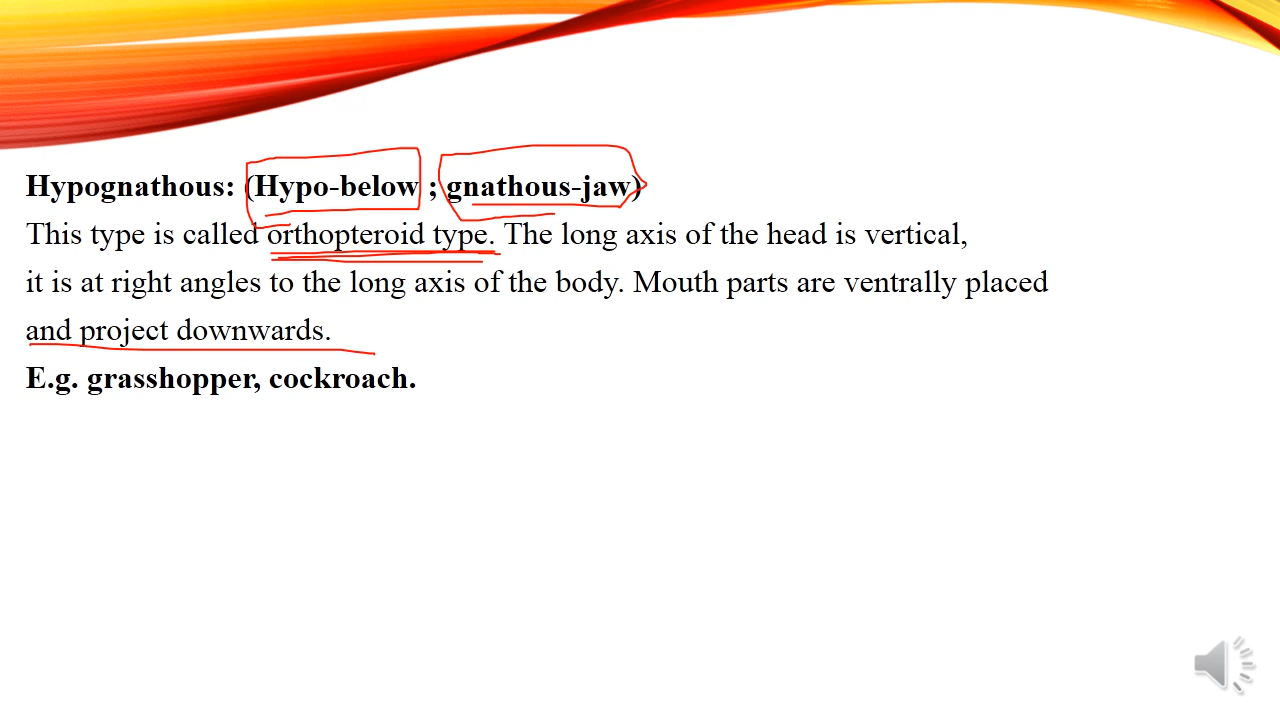 Hypognathous: (Hypo-below ; gnathous-jaw)
This type is called orthopteroid type. The long axis of the head is vertical,
it is at right angles to the long axis of the body. Mouth parts are ventrally placed
and project downwards.
E.g. grasshopper, cockroach.